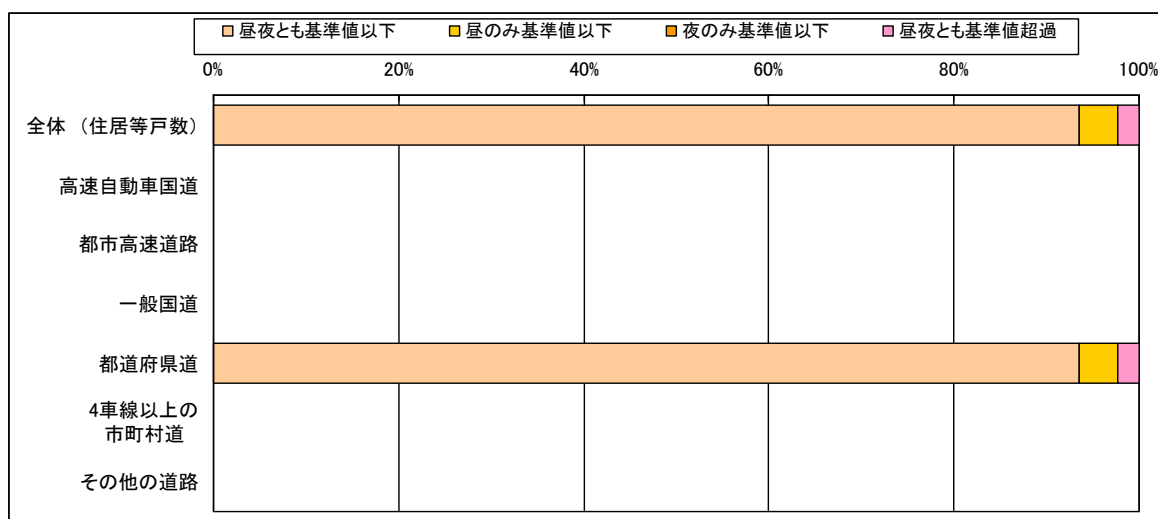 昼夜とも基準値以下 昼のみ基準値以下 夜のみ基準値以下 昼夜とも基準値超過
0% 20% 40% 60% 80% 100%
全体 （住居等戸数）
高速自動車国道
都市高速道路
一般国道
都道府県道
4車線以上の
市町村道
その他の道路